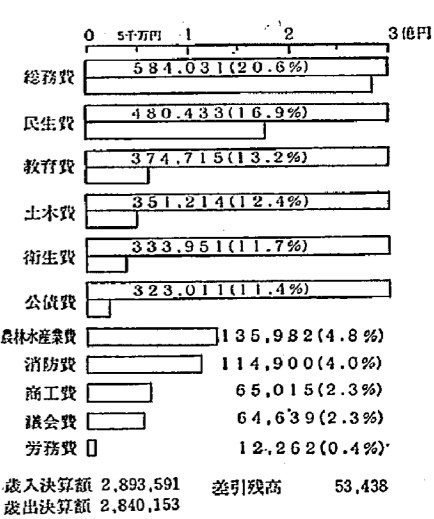 0 5千万円 1 2 3億円
総務費 584,031(20.6%)
民生費 480,433(16.9%)
教育費 374,715(13.2%)
土木費 351,214(12.4%)
衛生費 333,951(11.7%)
公債費 323,011(11.4%)
農林水産業費 135,982(4.8%)
消防費 114,900(4.0%)
商工費 65,015(2.3%)
議会費 64,639(2.3%)
労務費 12,262(0.4%)
歳入決算額 2,893,591 差引残高 53,438
歳出決算額 2,840,153